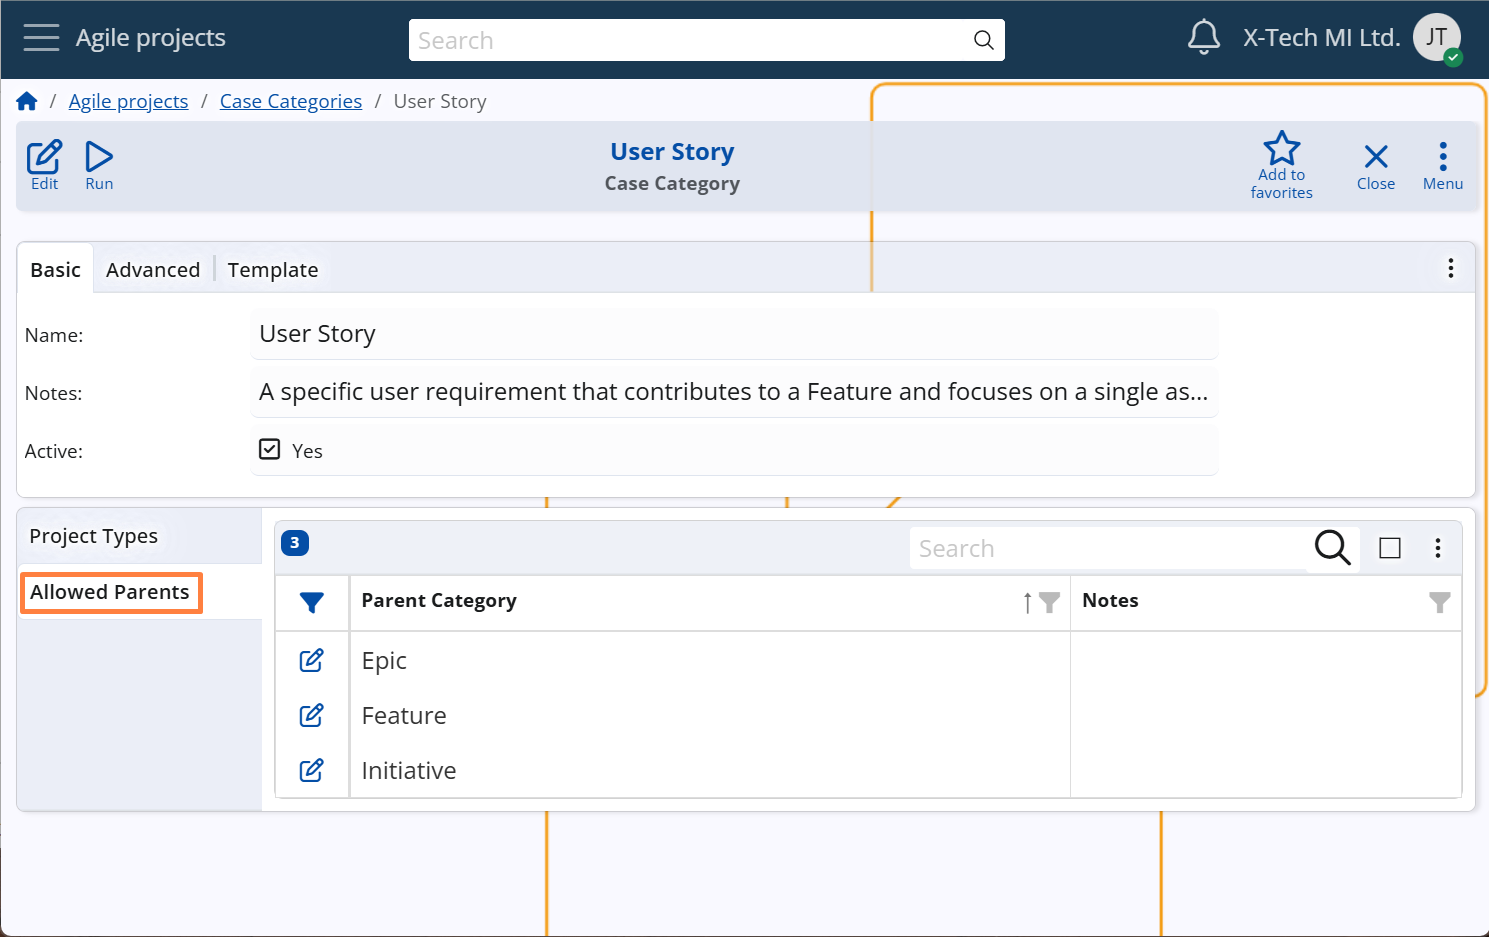 Agile projects
Search
X-Tech MI Ltd.
JT
/ Agile projects / Case Categories / User Story
Edit
Run
User Story
Case Category
Add to
favorites
Close
Menu
Basic
Advanced
Template
Name:
User Story
Notes:
A specific user requirement that contributes to a Feature and focuses on a single as...
Active:
Yes
Project Types
Allowed Parents
3
Search
Parent Category
Notes
Epic
Feature
Initiative